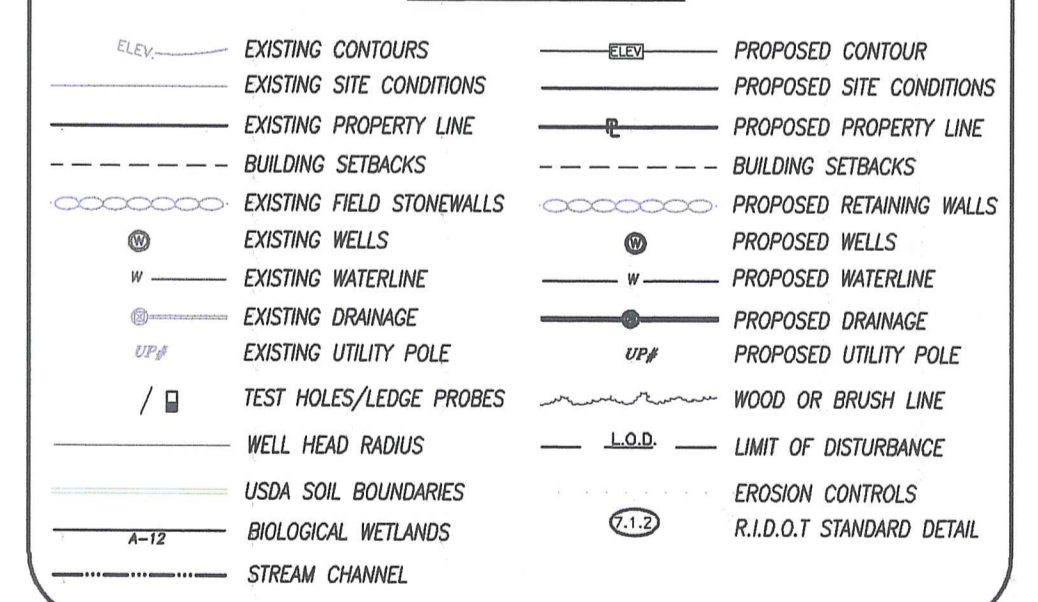 ELEV. EXISTING CONTOURS
EXISTING SITE CONDITIONS
EXISTING PROPERTY LINE
BUILDING SETBACKS
EXISTING FIELD STONEWALLS
W EXISTING WELLS
W EXISTING WATERLINE
EXISTING DRAINAGE
UP# EXISTING UTILITY POLE
TEST HOLES/LEDGE PROBES
WELL HEAD RADIUS
USDA SOIL BOUNDARIES
A-12 BIOLOGICAL WETLANDS
STREAM CHANNEL
ELEV PROPOSED CONTOUR
PROPOSED SITE CONDITIONS
PL PROPOSED PROPERTY LINE
BUILDING SETBACKS
PROPOSED RETAINING WALLS
W PROPOSED WELLS
W PROPOSED WATERLINE
PROPOSED DRAINAGE
UP# PROPOSED UTILITY POLE
WOOD OR BRUSH LINE
L.O.D. LIMIT OF DISTURBANCE
EROSION CONTROLS
7.1.2 R.I.D.O.T STANDARD DETAIL